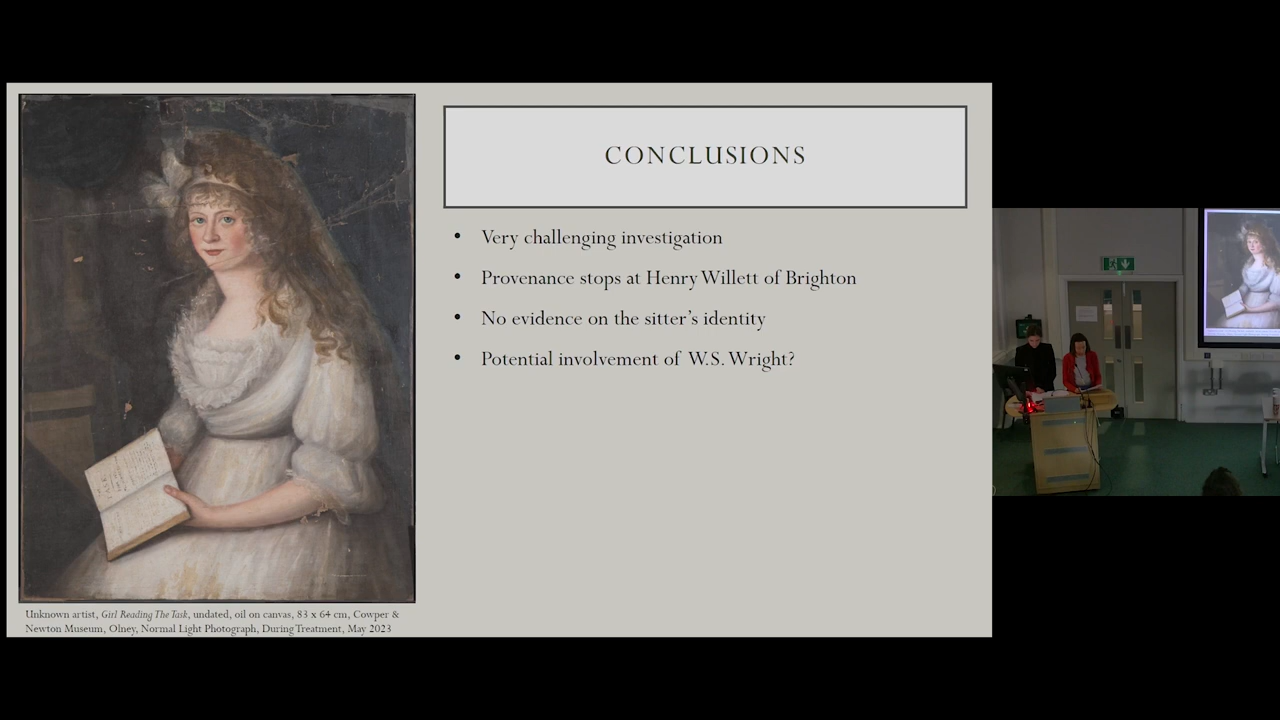 CONCLUSIONS
• Very challenging investigation
• Provenance stops at Henry Willett of Brighton
• No evidence on the sitter's identity
• Potential involvement of W.S. Wright?
Unknown artist, Girl Reading The Task, undated, oil on canvas, 83 x 64 cm, Cowper &
Newton Museum, Olney, Normal Light Photograph, During Treatment, May 2023